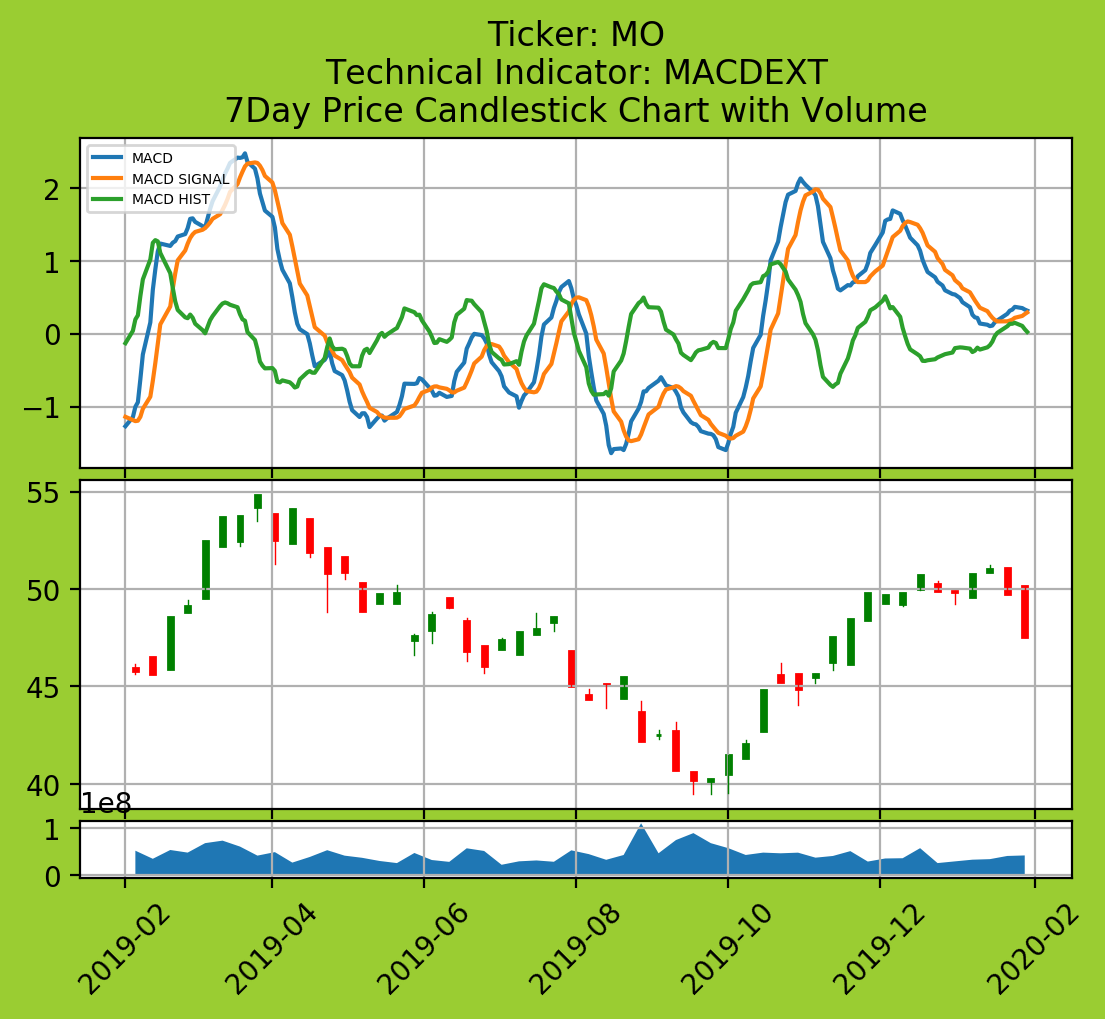 Ticker: MO
Technical Indicator: MACDEXT
7Day Price Candlestick Chart with Volume
MACD
MACD SIGNAL
MACD HIST
2
1
0
−1
55
50
45
40
1e8
1
0
2019-02
2019-04
2019-06
2019-08
2019-10
2019-12
2020-02